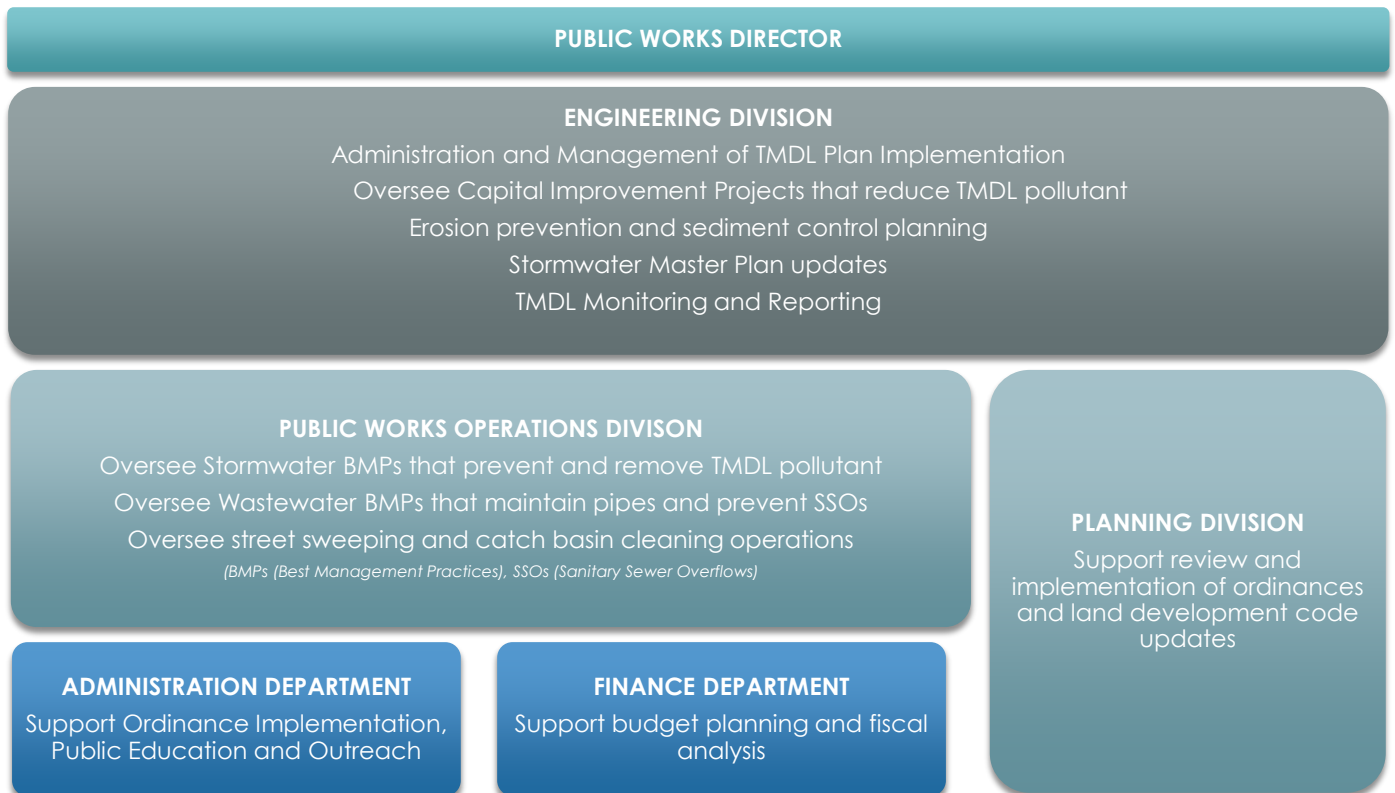 PUBLIC WORKS DIRECTOR
ENGINEERING DIVISION
Administration and Management of TMDL Plan Implementation
Oversee Capital Improvement Projects that reduce TMDL pollutant
Erosion prevention and sediment control planning
Stormwater Master Plan updates
TMDL Monitoring and Reporting
PUBLIC WORKS OPERATIONS DIVISON
Oversee Stormwater BMPs that prevent and remove TMDL pollutant
Oversee Wastewater BMPs that maintain pipes and prevent SSOs
Oversee street sweeping and catch basin cleaning operations
(BMPs (Best Management Practices), SSOs (Sanitary Sewer Overflows)
PLANNING DIVISION
Support review and
implementation of ordinances
and land development code
updates
ADMINISTRATION DEPARTMENT
Support Ordinance Implementation,
Public Education and Outreach
FINANCE DEPARTMENT
Support budget planning and fiscal
analysis